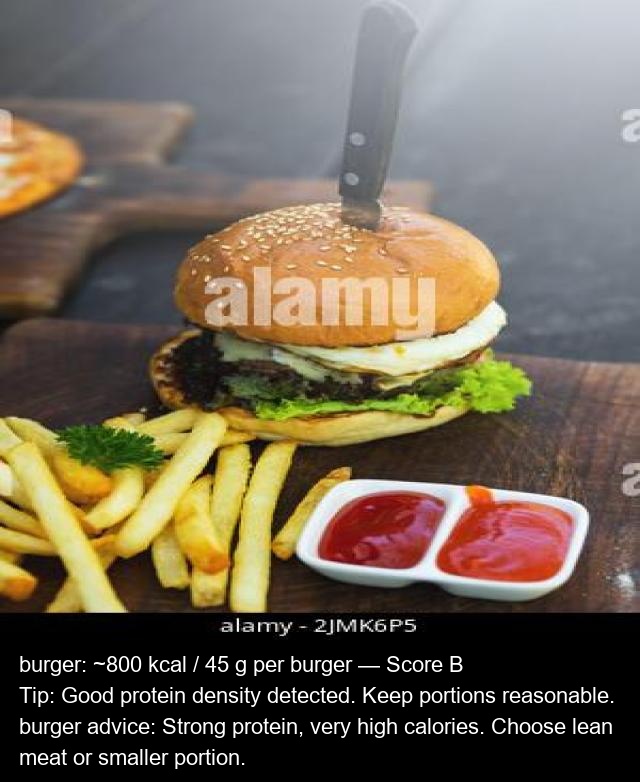 alamy
alamy - 2JMK6P5
burger: ~800 kcal / 45 g per burger — Score B
Tip: Good protein density detected. Keep portions reasonable.
burger advice: Strong protein, very high calories. Choose lean
meat or smaller portion.